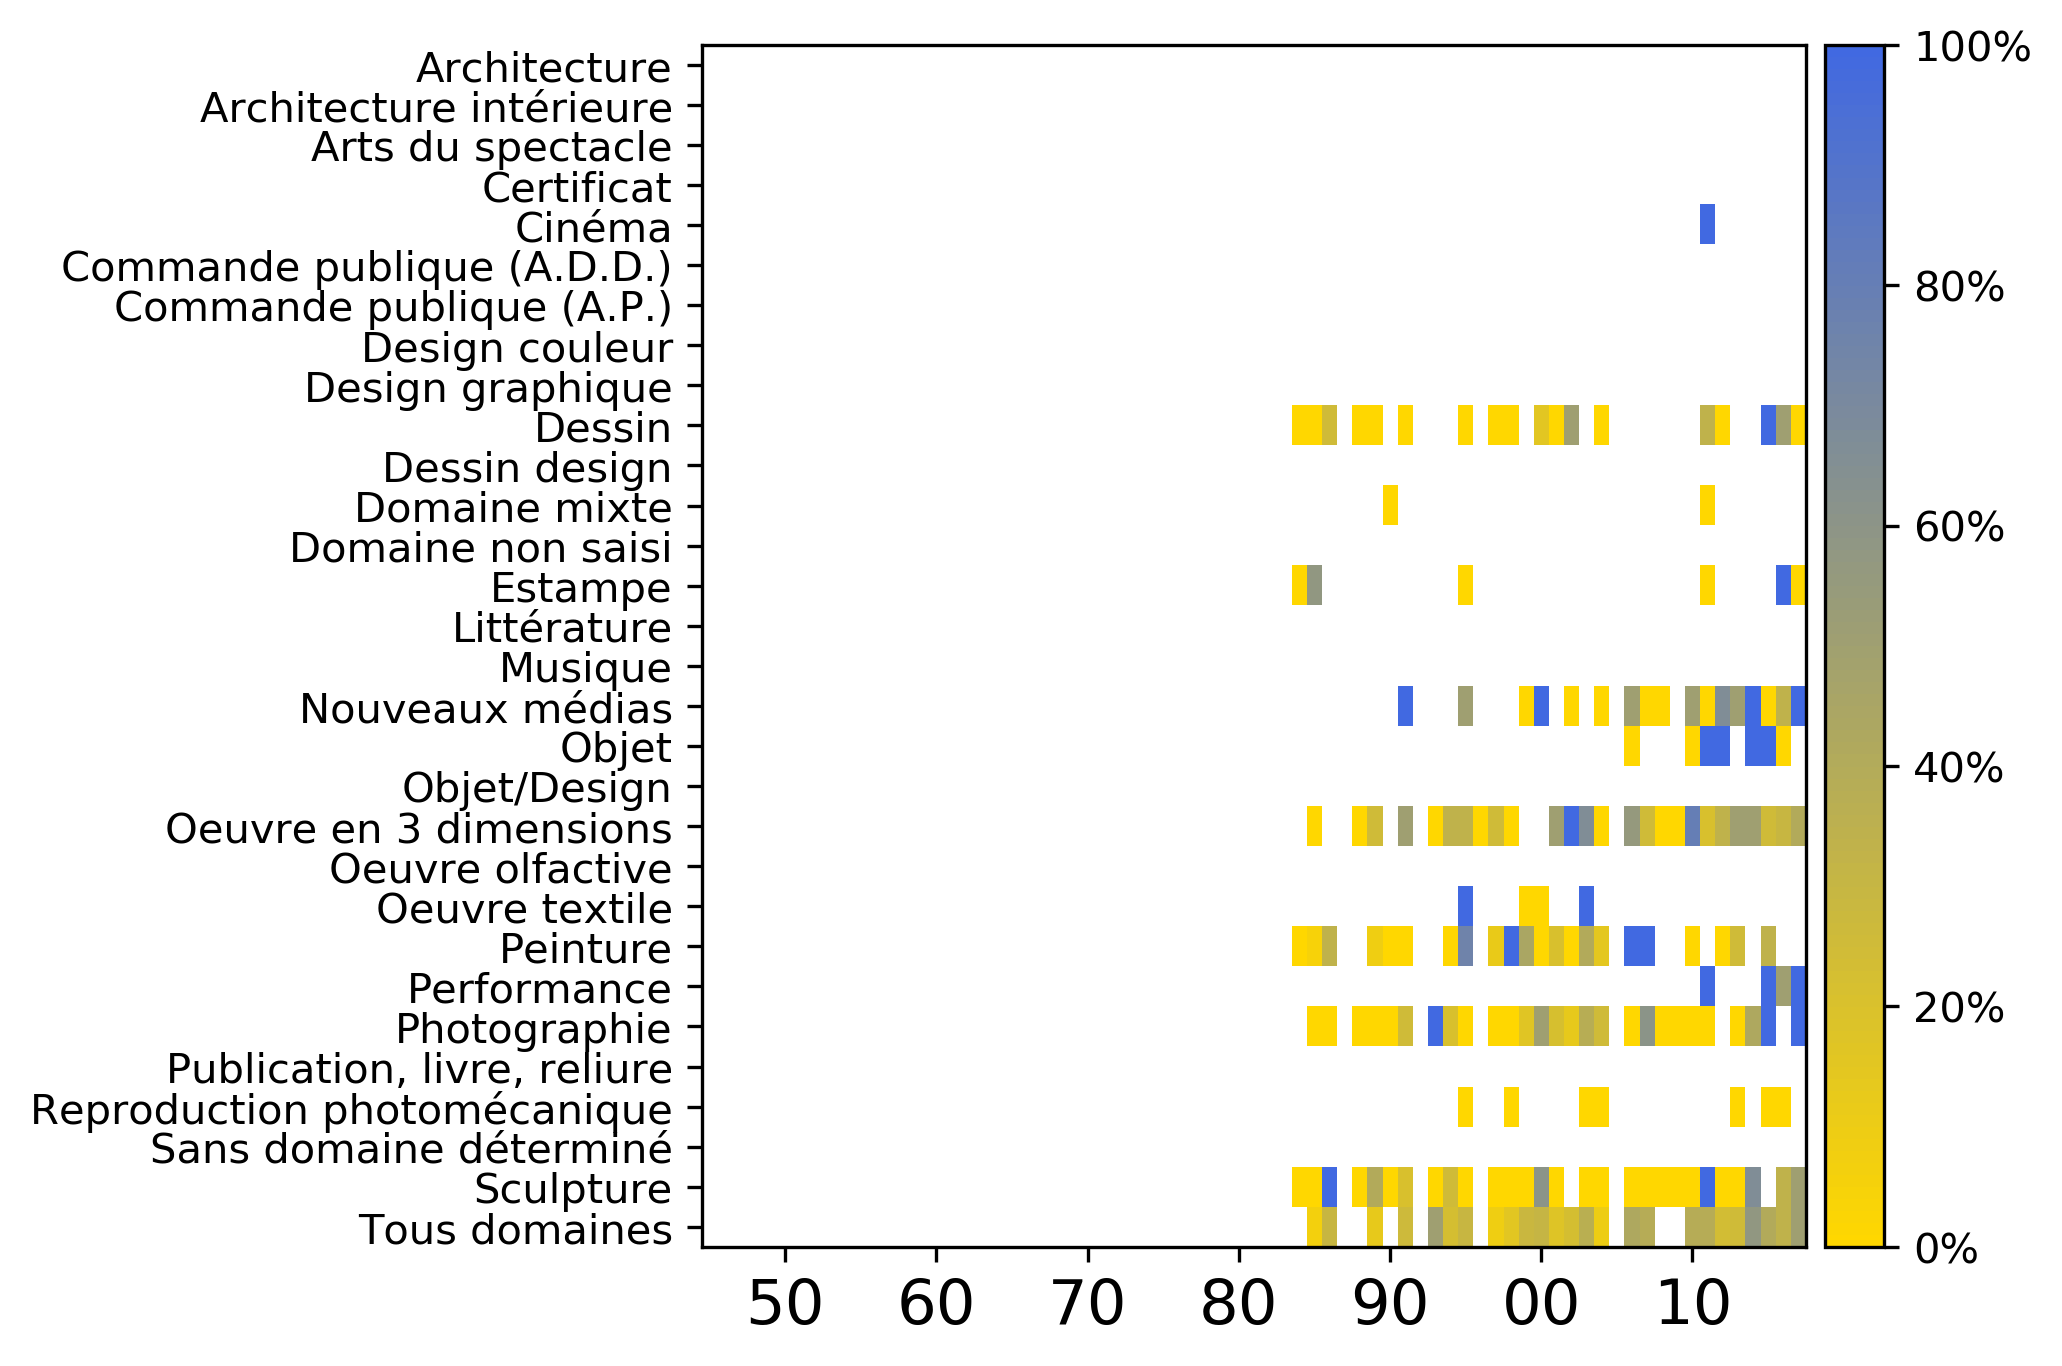 Architecture
Architecture intérieure
Arts du spectacle
Certificat
Cinéma
Commande publique (A.D.D.)
Commande publique (A.P.)
Design couleur
Design graphique
Dessin
Dessin design
Domaine mixte
Domaine non saisi
Estampe
Littérature
Musique
Nouveaux médias
Objet
Objet/Design
Oeuvre en 3 dimensions
Oeuvre olfactive
Oeuvre textile
Peinture
Performance
Photographie
Publication, livre, reliure
Reproduction photomécanique
Sans domaine déterminé
Sculpture
Tous domaines
50 60 70 80 90 00 10
100%
80%
60%
40%
20%
0%